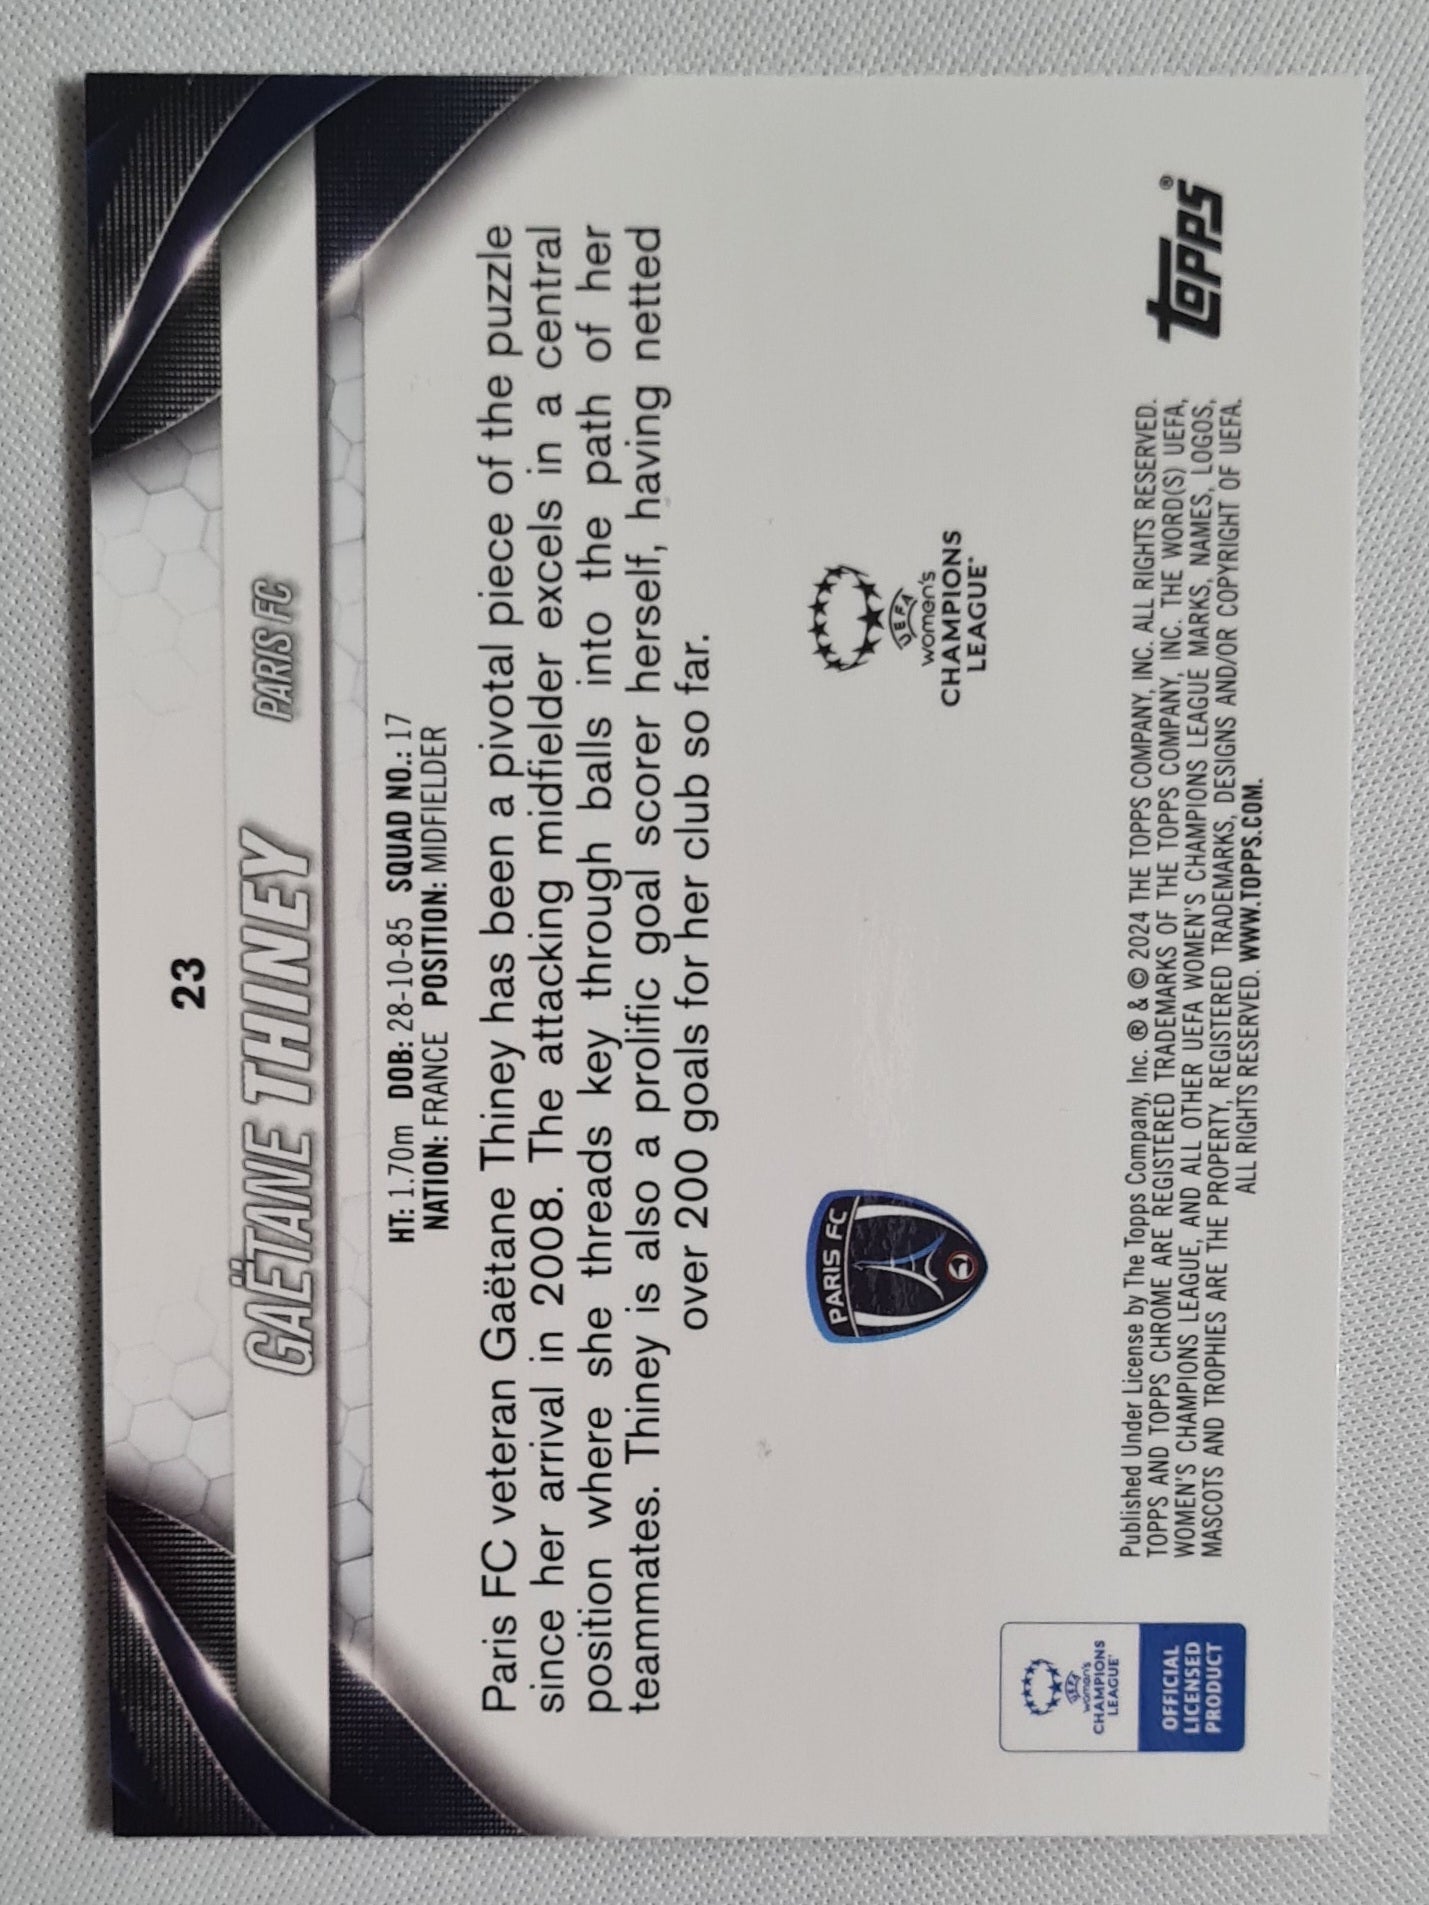 23
GAËTANE THINEY PARIS FC
HT: 1.70m DOB: 28-10-85 SQUAD NO.: 17
NATION: FRANCE POSITION: MIDFIELDER
Paris FC veteran Gaëtane Thiney has been a pivotal piece of the puzzle
since her arrival in 2008. The attacking midfielder excels in a central
position where she threads key through balls into the path of her
teammates. Thiney is also a prolific goal scorer herself, having netted
over 200 goals for her club so far.
PARIS FC
UEFA
women's
CHAMPIONS
LEAGUE™
UEFA
women's
CHAMPIONS
LEAGUE™
OFFICIAL
LICENSED
PRODUCT
Published Under License by The Topps Company, Inc. ® & © 2024 THE TOPPS COMPANY, INC. ALL RIGHTS RESERVED.
TOPPS AND TOPPS CHROME ARE REGISTERED TRADEMARKS OF THE TOPPS COMPANY, INC. THE WORD(S) UEFA,
WOMEN'S CHAMPIONS LEAGUE, AND ALL OTHER UEFA WOMEN'S CHAMPIONS LEAGUE MARKS, NAMES, LOGOS,
MASCOTS AND TROPHIES ARE THE PROPERTY, REGISTERED TRADEMARKS, DESIGNS AND/OR COPYRIGHT OF UEFA.
ALL RIGHTS RESERVED. WWW.TOPPS.COM.
topps®